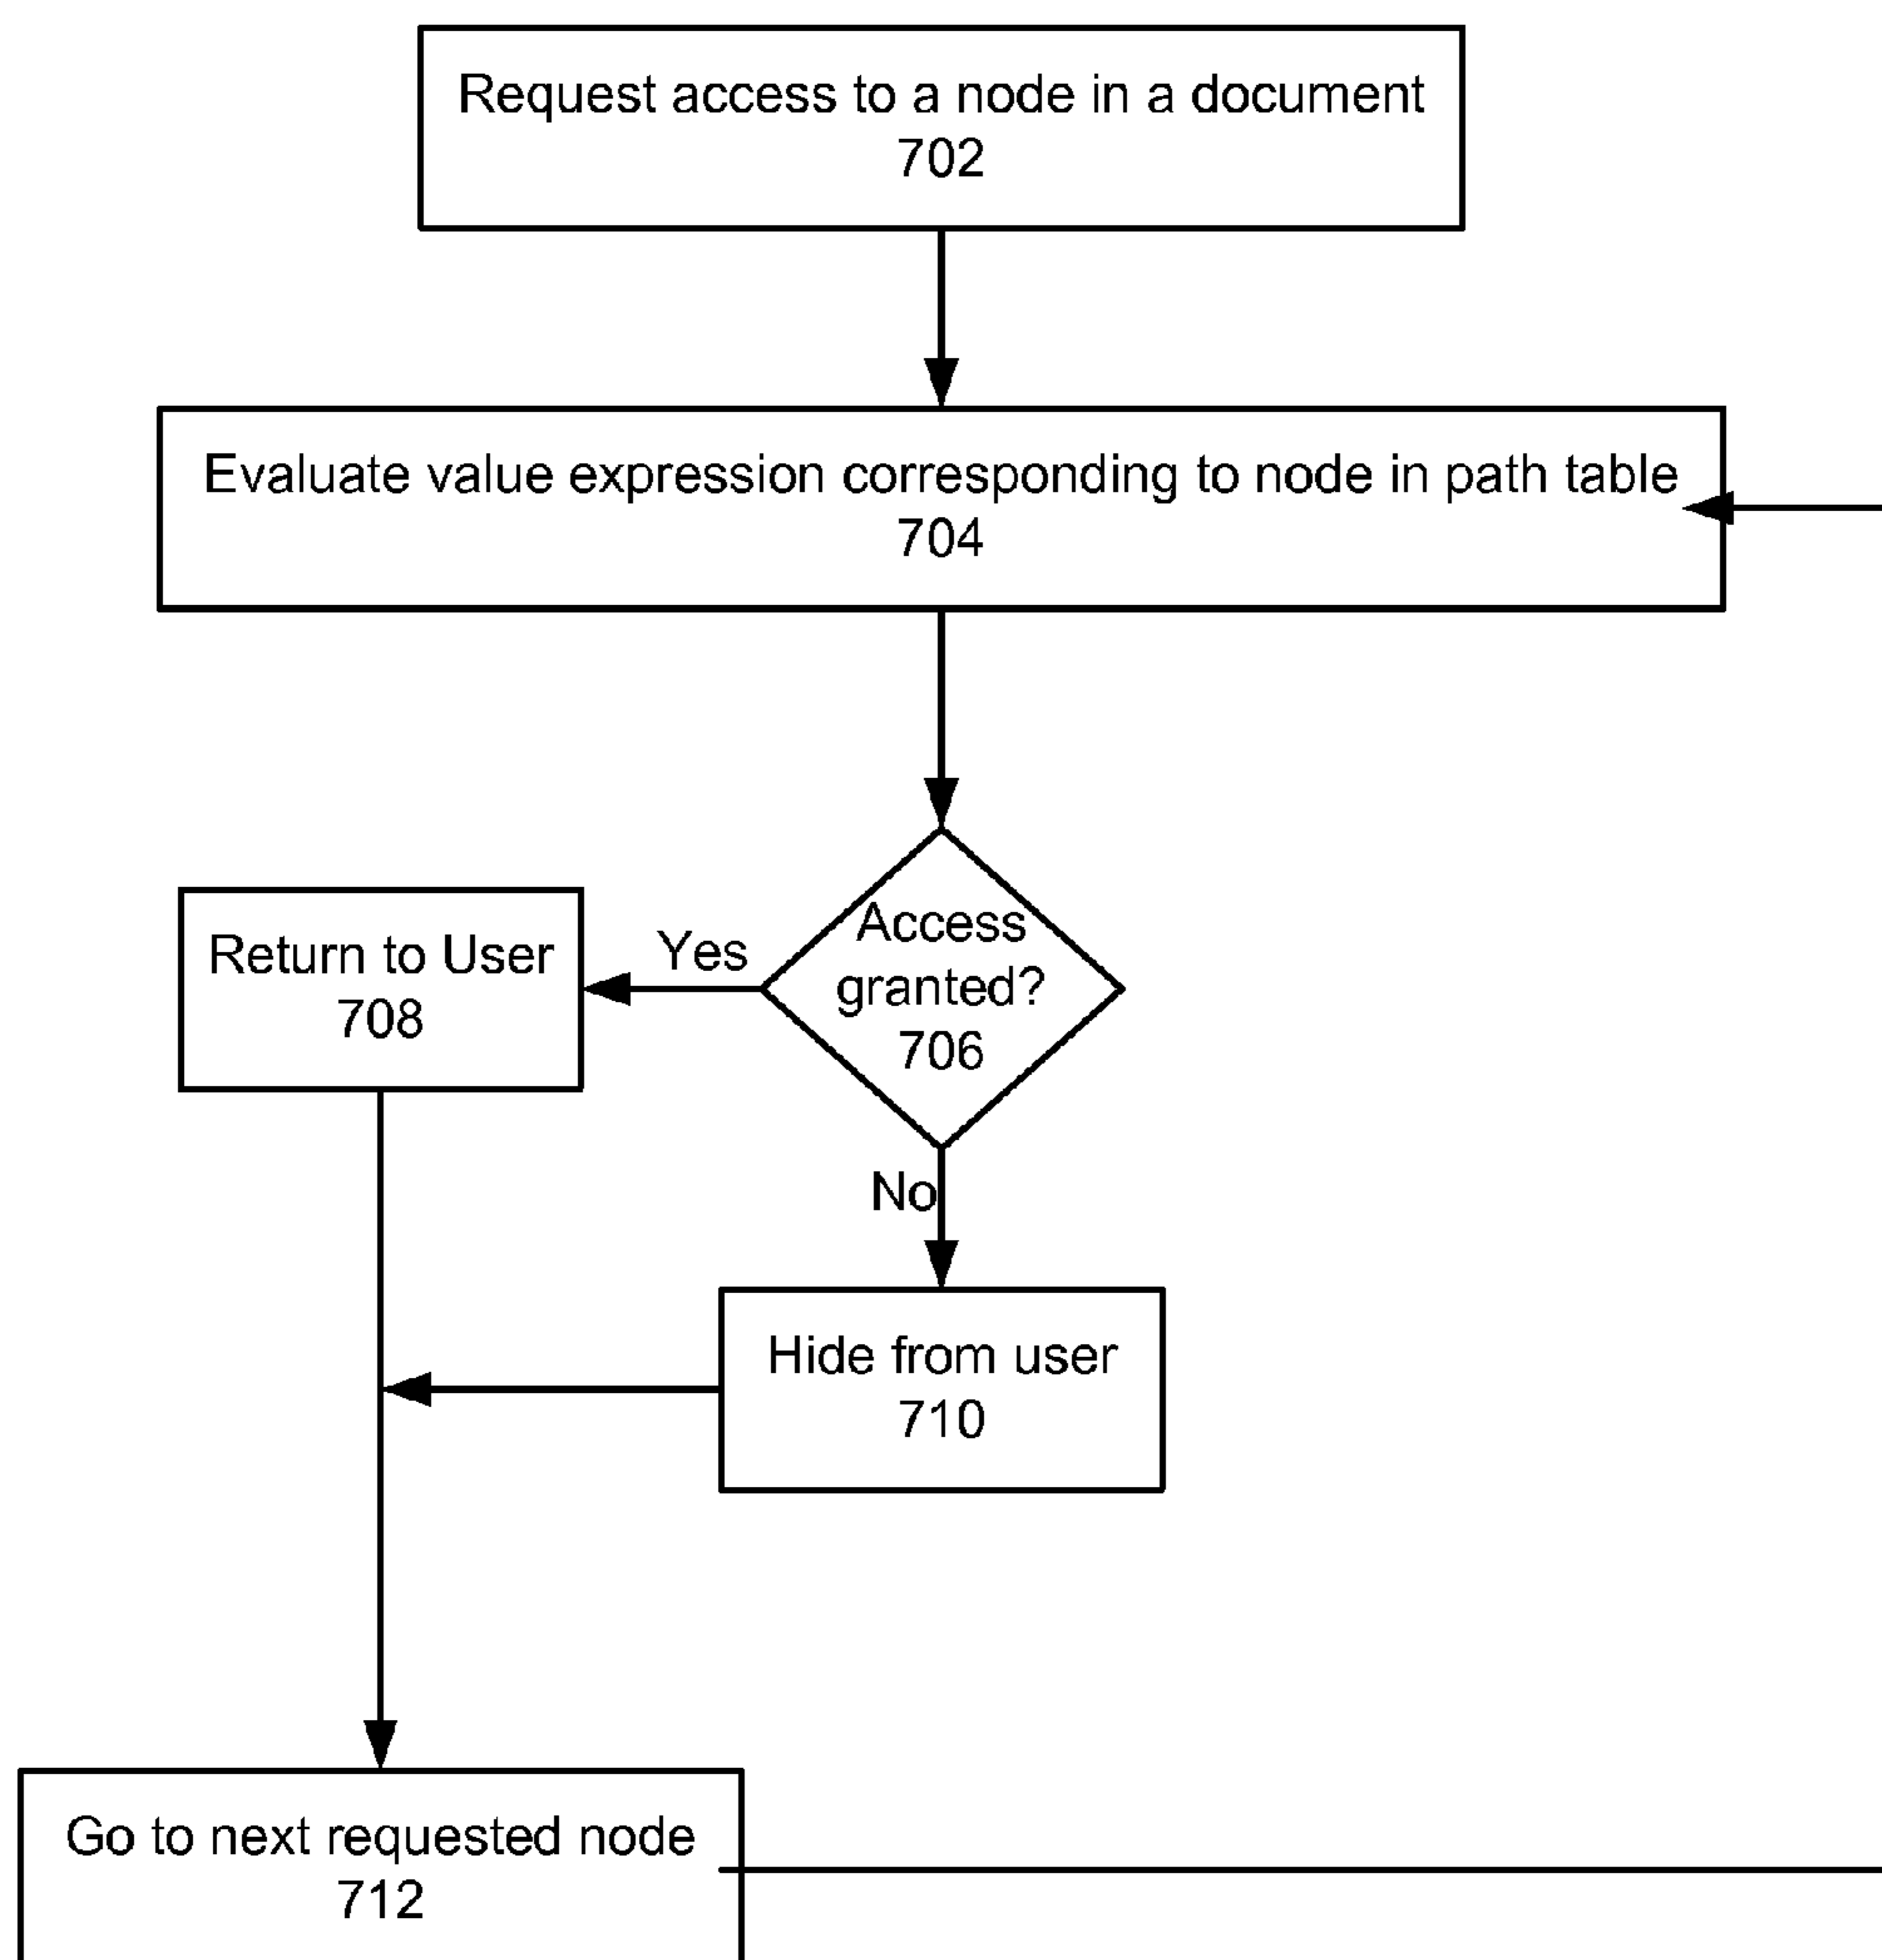 Request access to a node in a document
702
Evaluate value expression corresponding to node in path table
704
Access
granted?
706
Yes
Return to User
708
No
Hide from user
710
Go to next requested node
712